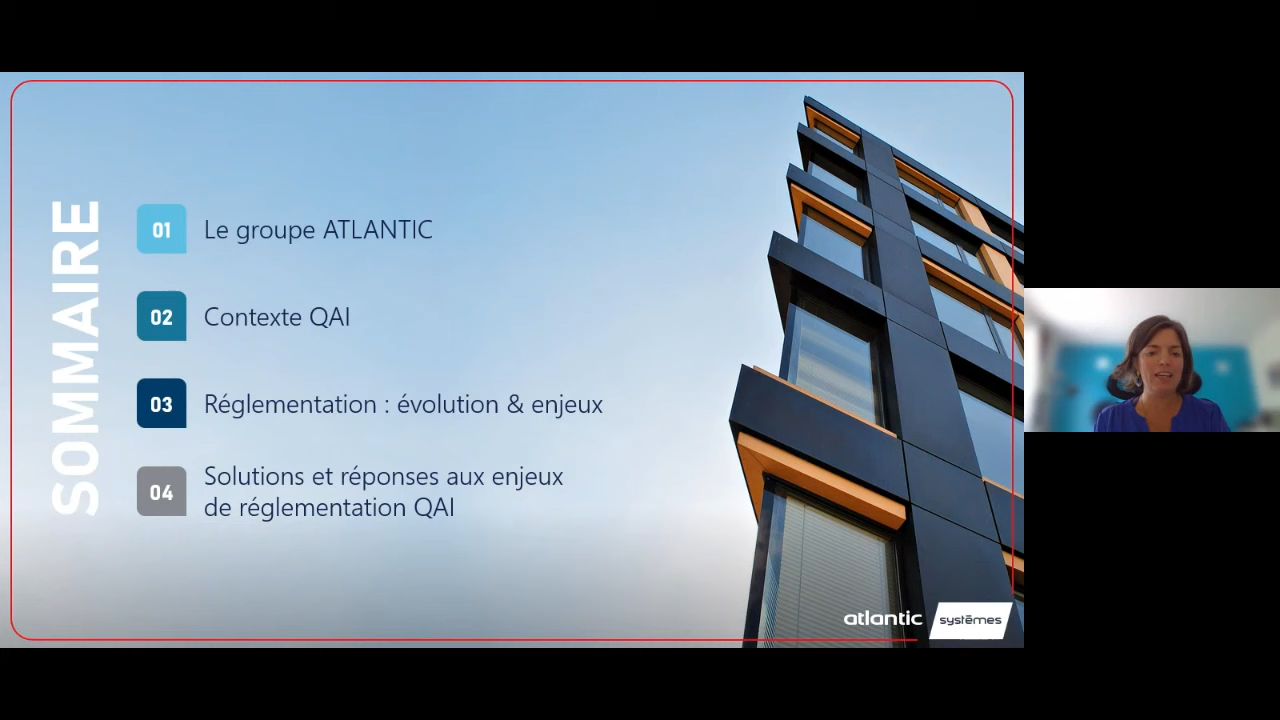 SOMMAIRE
01
Le groupe ATLANTIC
02
Contexte QAI
03
Réglementation : évolution & enjeux
04
Solutions et réponses aux enjeux
de réglementation QAI
atlantic systèmes